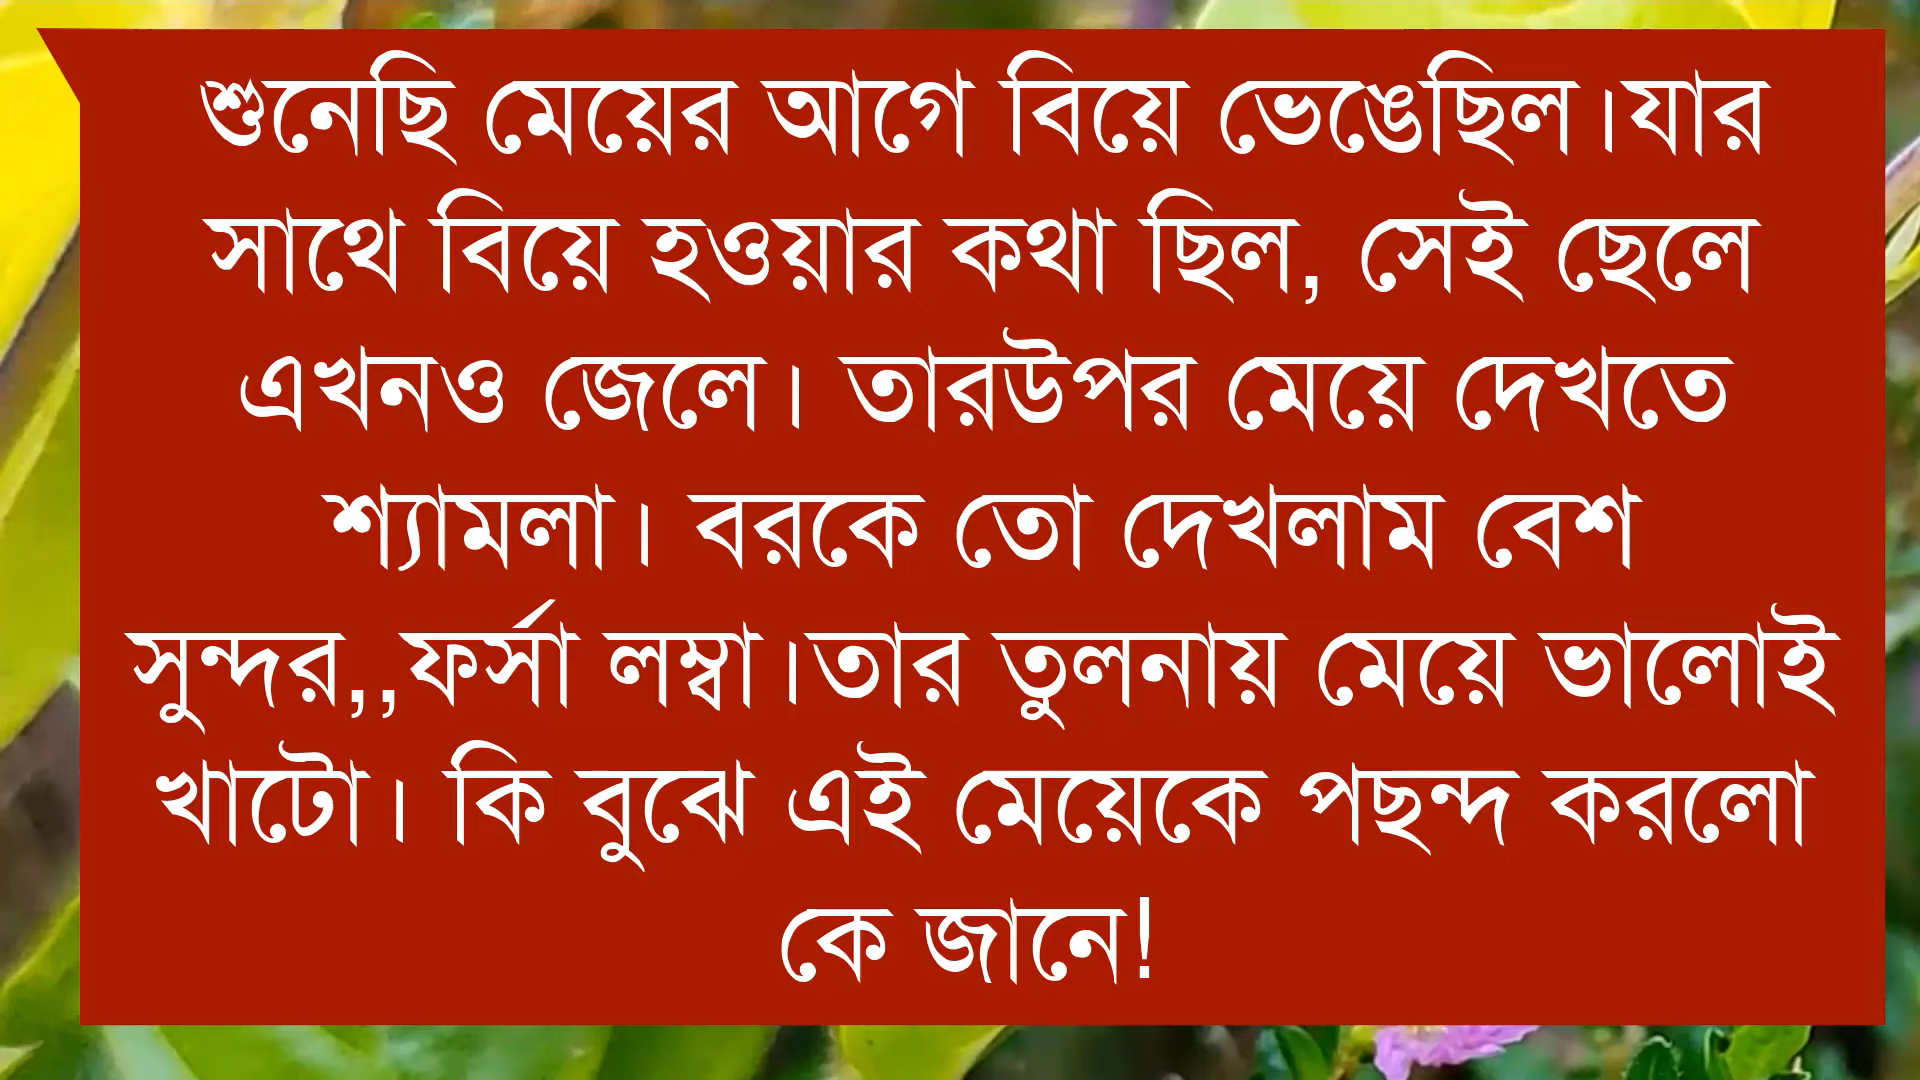 শুনেছি মেয়ের আগে বিয়ে ভেঙেছিল।যার
সাথে বিয়ে হওয়ার কথা ছিল, সেই ছেলে
এখনও জেলে। তারউপর মেয়ে দেখতে
শ্যামলা। বরকে তো দেখলাম বেশ
সুন্দর,,ফর্সা লম্বা।তার তুলনায় মেয়ে ভালোই
খাটো। কি বুঝে এই মেয়েকে পছন্দ করলো
কে জানে!